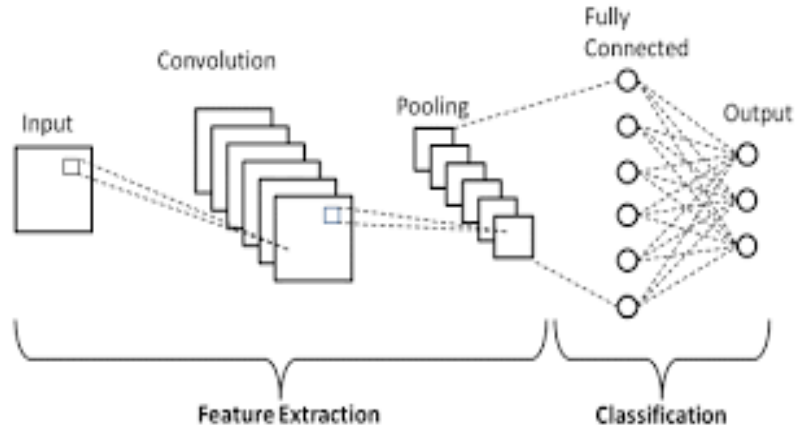 Fully
Connected
Convolution
Pooling
Output
Input
Feature Extraction
Classification